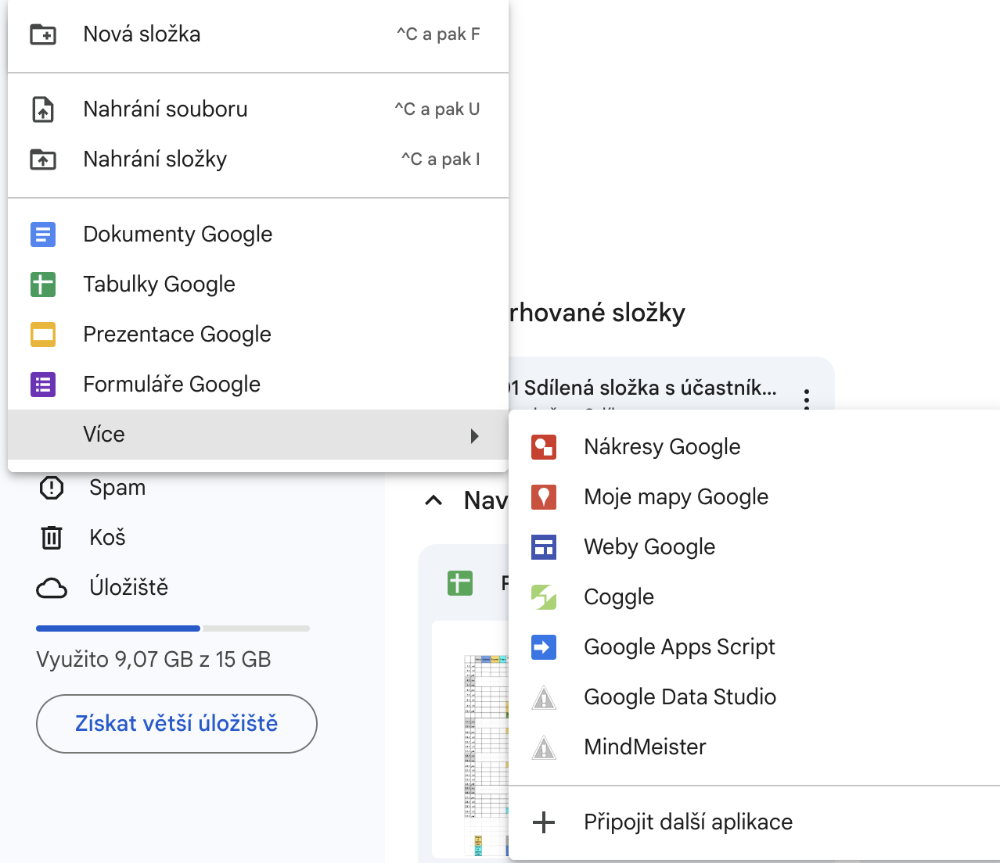 Nová složka ^C a pak F
Nahrání souboru ^C a pak U
Nahrání složky ^C a pak I
Dokumenty Google
Tabulky Google
Prezentace Google
Formuláře Google
Více
rhované složky
01 Sdílená složka s účastník...
Spam
Koš
Úložiště
Využito 9,07 GB z 15 GB
Získat větší úložiště
Nav
Nákresy Google
Moje mapy Google
Weby Google
Coggle
Google Apps Script
Google Data Studio
MindMeister
Připojit další aplikace